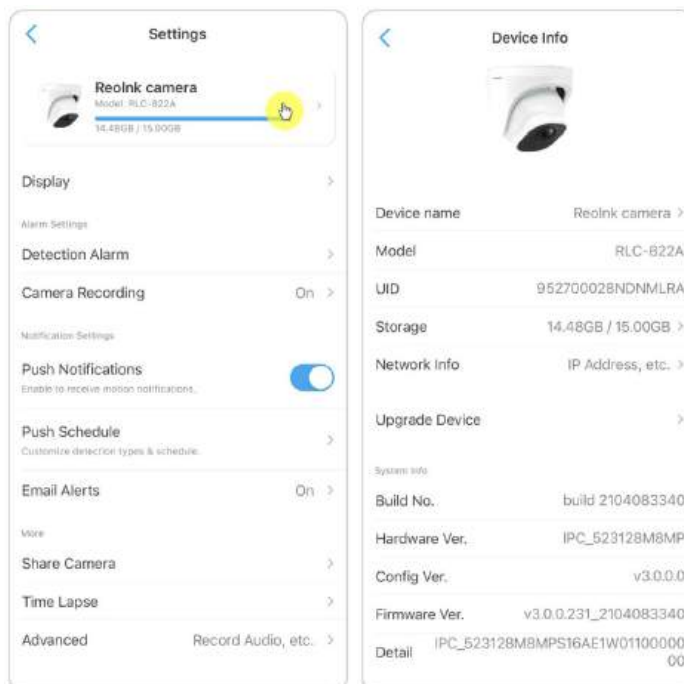 Settings
Reolnk camera
Model: RLC-822A
14.48GB / 15.00GB
Display
Alarm Settings
Detection Alarm
Camera Recording On
Notification Settings
Push Notifications
Enable to receive motion notifications.
Push Schedule
Customize detection types & schedule.
Email Alerts On
More
Share Camera
Time Lapse
Advanced Record Audio, etc.
Device Info
Device name Reolnk camera
Model RLC-822A
UID 952700028NDNMLRA
Storage 14.48GB / 15.00GB
Network Info IP Address, etc.
Upgrade Device
System Info
Build No. build 2104083340
Hardware Ver. IPC_523128M8MP
Config Ver. v3.0.0.0
Firmware Ver. v3.0.0.231_2104083340
Detail IPC_523128M8MPS16AE1W01100000
00